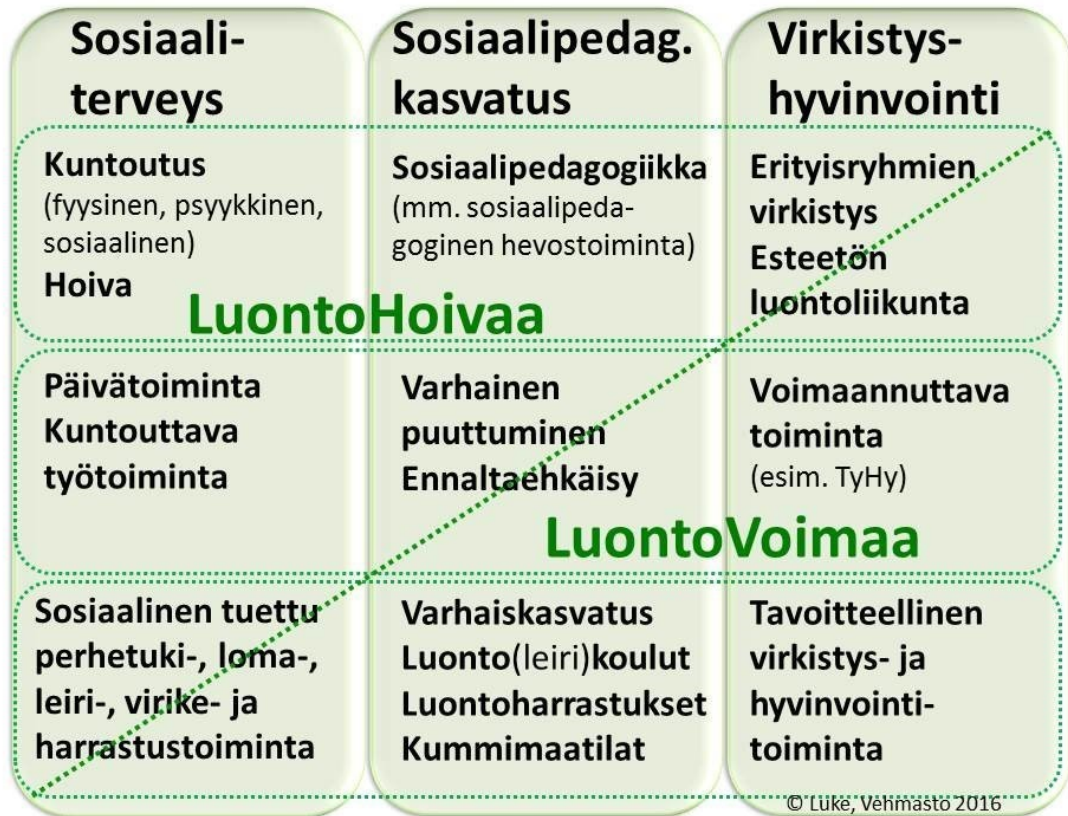 Sosiaali-
terveys
Sosiaalipedag.
kasvatus
Virkistys-
hyvinvointi
Kuntoutus
(fyysinen, psyykkinen,
sosiaalinen)
Hoiva
Sosiaalipedagogiikka
(mm. sosiaalipeda-
goginen hevostoiminta)
Erityisryhmien
virkistys
Esteetön
luontoliikunta
LuontoHoivaa
Päivätoiminta
Kuntouttava
työtoiminta
Varhainen
puuttuminen
Ennaltaehkäisy
Voimaannuttava
toiminta
(esim. TyHy)
LuontoVoimaa
Sosiaalinen tuettu
perhetuki-, loma-,
leiri-, virike- ja
harrastustoiminta
Varhaiskasvatus
Luonto(leiri)koulut
Luontoharrastukset
Kummimaatilat
Tavoitteellinen
virkistys- ja
hyvinvointi-
toiminta
© Luke, Vehmasto 2016